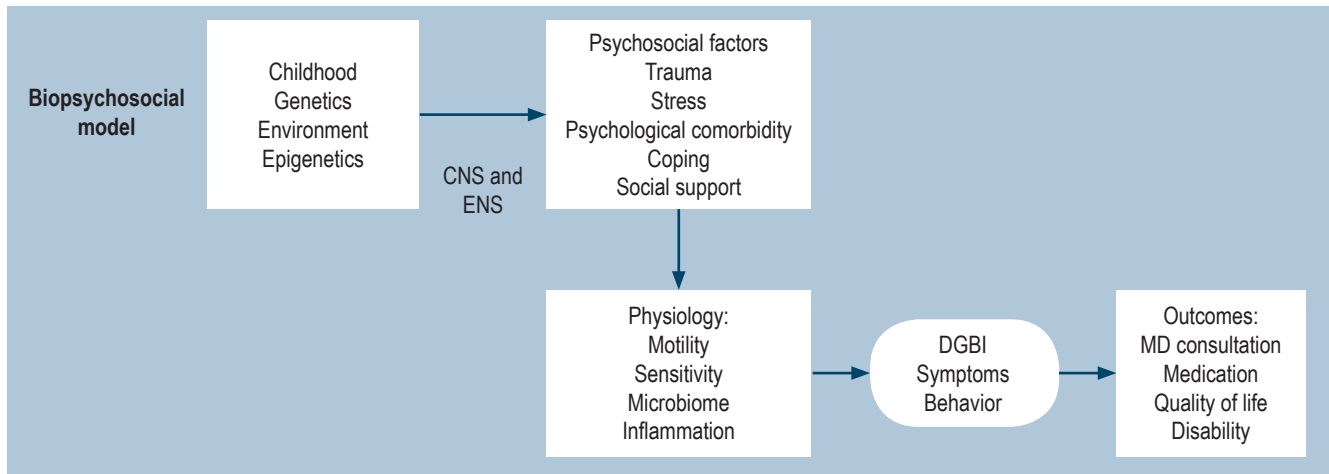 Biopsychosocial
model
Childhood
Genetics
Environment
Epigenetics
CNS and
ENS
Psychosocial factors
Trauma
Stress
Psychological comorbidity
Coping
Social support
Physiology:
Motility
Sensitivity
Microbiome
Inflammation
DGBI
Symptoms
Behavior
Outcomes:
MD consultation
Medication
Quality of life
Disability